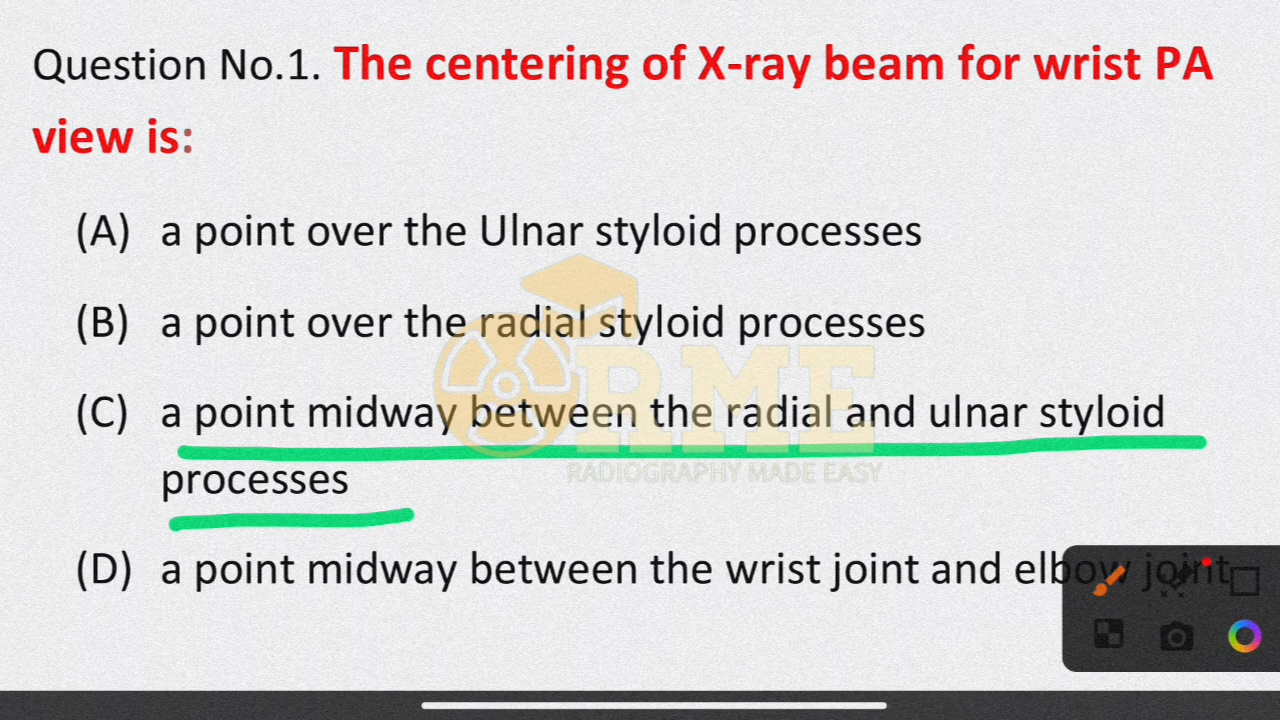 Question No.1. The centering of X-ray beam for wrist PA
view is:
(A) a point over the Ulnar styloid processes
(B) a point over the radial styloid processes
(C) a point midway between the radial and ulnar styloid
processes
(D) a point midway between the wrist joint and elbow joint
RME
RADIOGRAPHY MADE EASY